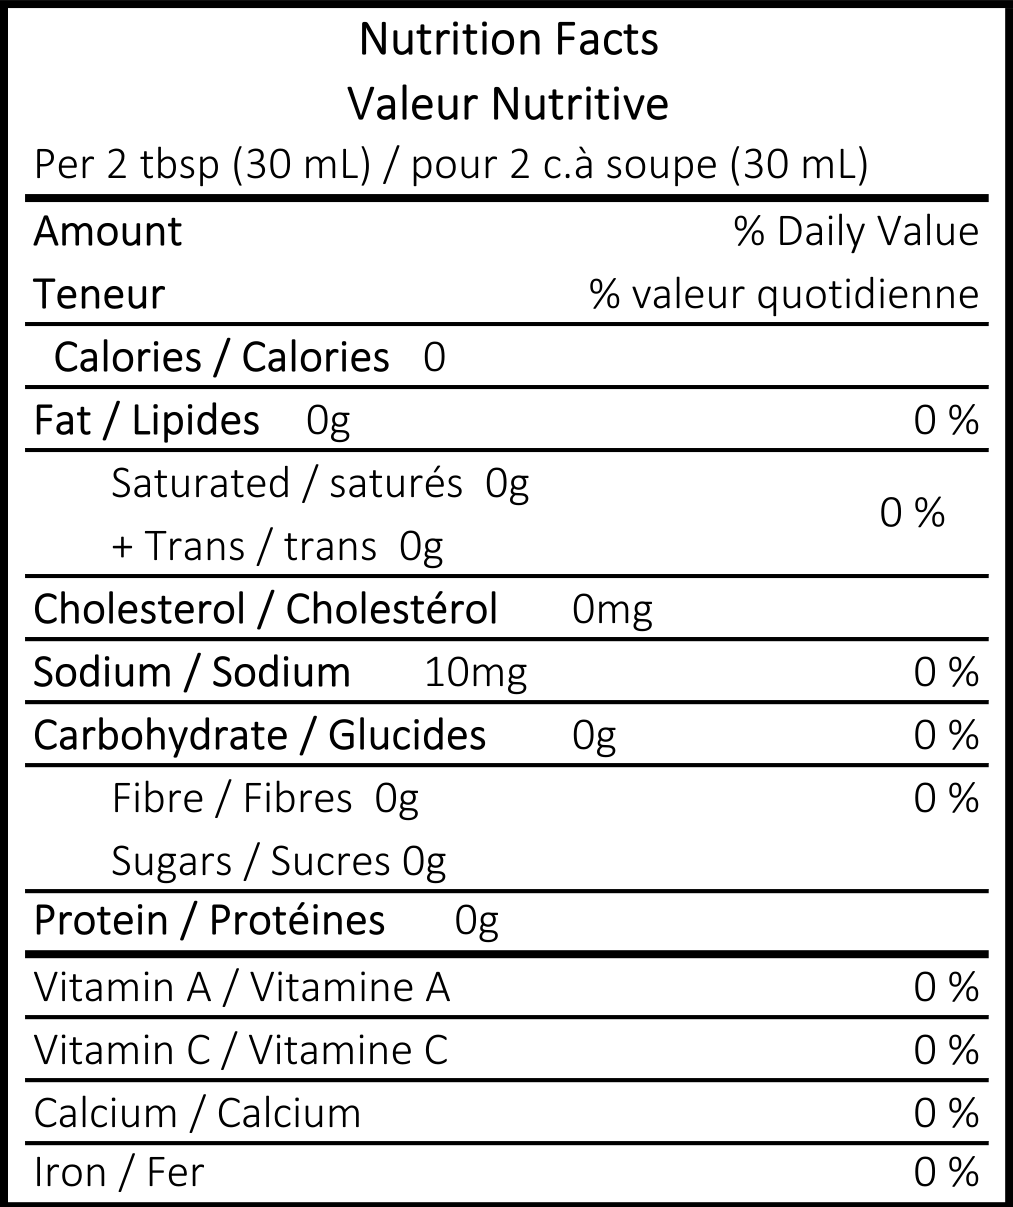 Nutrition Facts
Valeur Nutritive
Per 2 tbsp (30 mL) / pour 2 c.à soupe (30 mL)
Amount % Daily Value
Teneur % valeur quotidienne
Calories / Calories 0
Fat / Lipides 0g 0 %
Saturated / saturés 0g
0 %
+ Trans / trans 0g
Cholesterol / Cholestérol 0mg
Sodium / Sodium 10mg 0 %
Carbohydrate / Glucides 0g 0 %
Fibre / Fibres 0g 0 %
Sugars / Sucres 0g
Protein / Protéines 0g
Vitamin A / Vitamine A 0 %
Vitamin C / Vitamine C 0 %
Calcium / Calcium 0 %
Iron / Fer 0 %